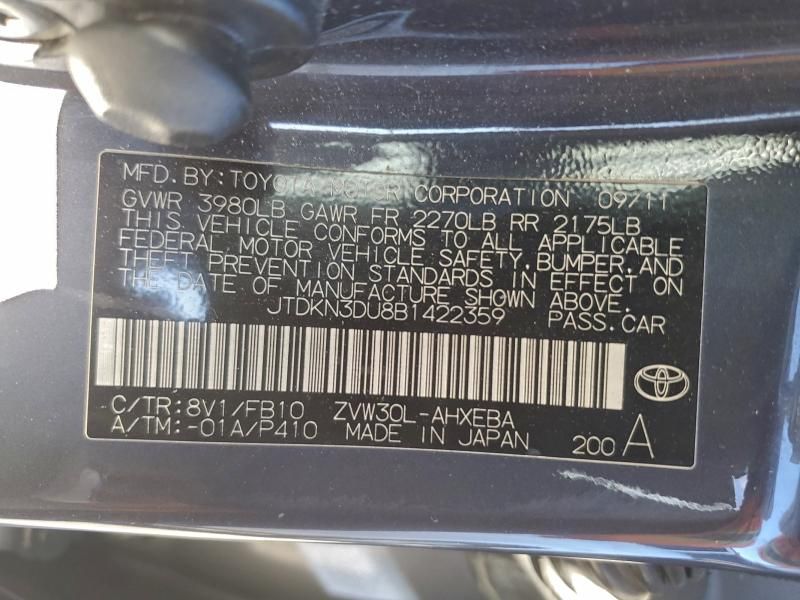 MFD. BY: TOYOTA MOTOR CORPORATION 09/11
GVWR 3980LB GAWR FR 2270LB RR 2175LB
THIS VEHICLE CONFORMS TO ALL APPLICABLE
FEDERAL MOTOR VEHICLE SAFETY, BUMPER, AND
THEFT PREVENTION STANDARDS IN EFFECT ON
THE DATE OF MANUFACTURE SHOWN ABOVE.
JTDKN3DU8B1422359 PASS. CAR
C/TR: 8V1/FB10 ZVW30L-AHXEBA
A/TM: -01A/P410 MADE IN JAPAN 200 A